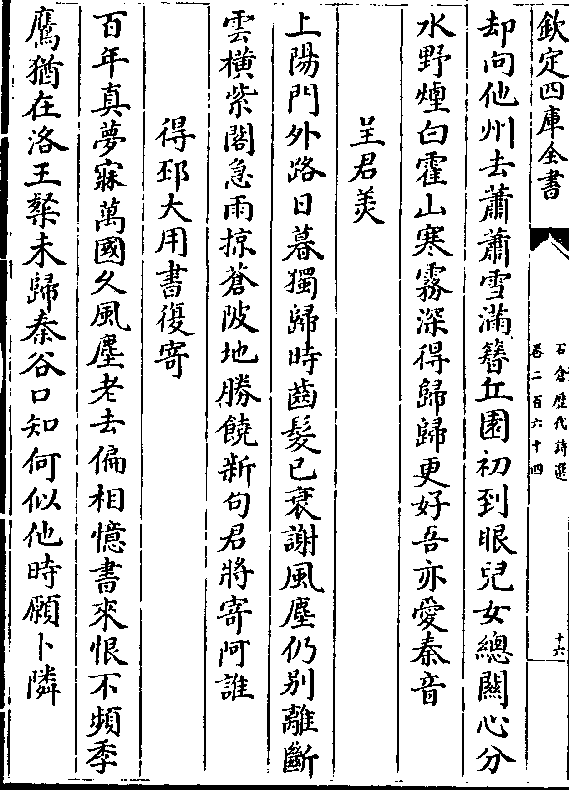 欽定四庫全書
石倉歷代詩選
卷二百六十四
十六
却向他州去蕭蕭雪滿簪丘園初到眼兒女總關心分
水野煙白霍山寒霧深得歸歸更好吾亦愛秦音
呈君美
上陽門外路日暮獨歸時齒髮已衰謝風塵仍別離斷
雲橫紫閣急雨掠蒼陂地勝饒新句君將寄阿誰
得邳大用書復寄
百年真夢寐萬國久風塵老去偏相憶書來恨不頻季
鷹猶在洛王粲未歸秦谷口知何似他時願卜隣